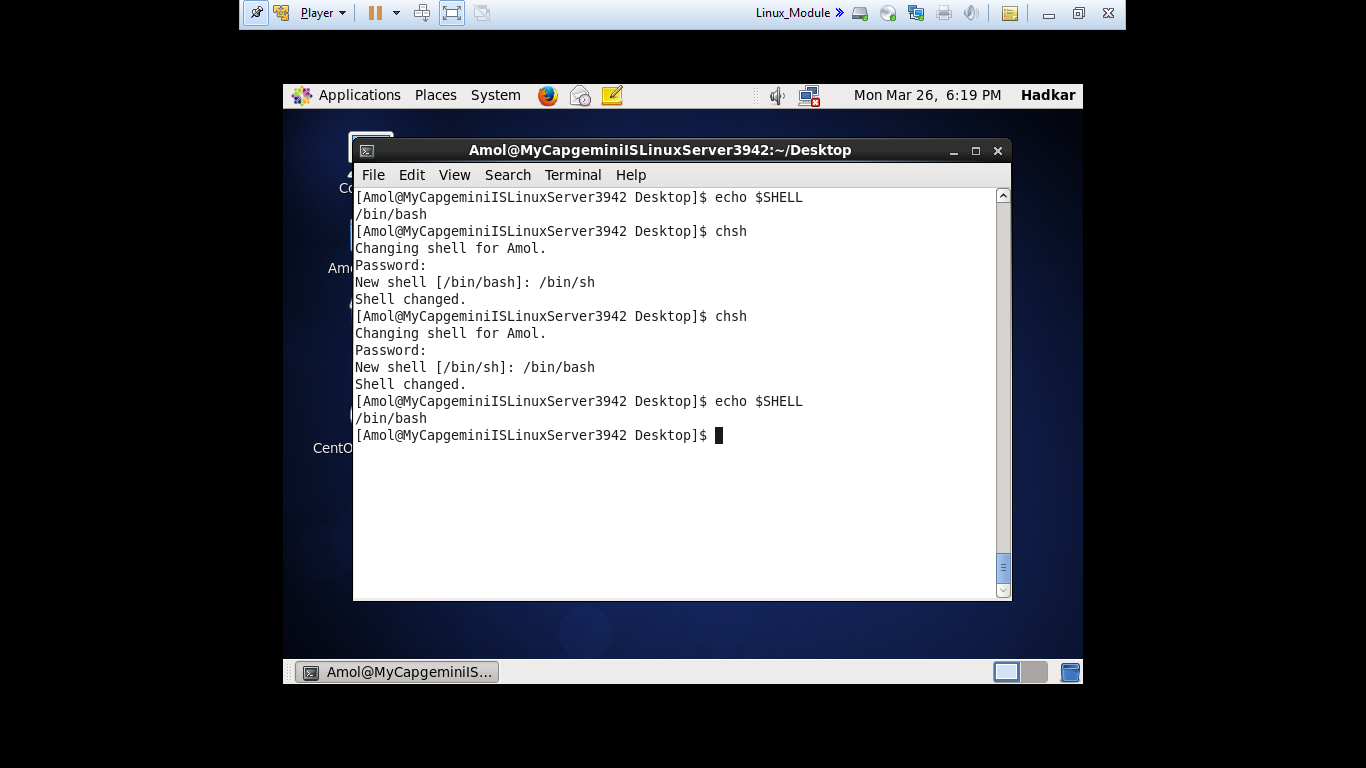 Player
Linux_Module
Applications Places System Mon Mar 26, 6:19 PM Hadkar
Amol@MyCapgeminiISLinuxServer3942:~/Desktop
File Edit View Search Terminal Help
[Amol@MyCapgeminiISLinuxServer3942 Desktop]$ echo $SHELL
/bin/bash
[Amol@MyCapgeminiISLinuxServer3942 Desktop]$ chsh
Changing shell for Amol.
Password:
New shell [/bin/bash]: /bin/sh
Shell changed.
[Amol@MyCapgeminiISLinuxServer3942 Desktop]$ chsh
Changing shell for Amol.
Password:
New shell [/bin/sh]: /bin/bash
Shell changed.
[Amol@MyCapgeminiISLinuxServer3942 Desktop]$ echo $SHELL
/bin/bash
[Amol@MyCapgeminiISLinuxServer3942 Desktop]$
Amol@MyCapgeminiIS...